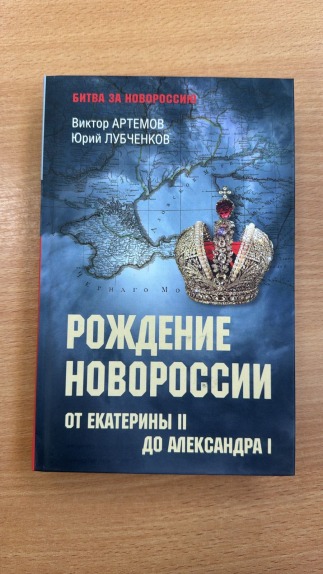 БИТВА ЗА НОВОРОССИЮ
Виктор АРТЕМОВ
Юрий ЛУБЧЕНКОВ
РОЖДЕНИЕ
НОВОРОССИИ
ОТ ЕКАТЕРИНЫ II
ДО АЛЕКСАНДРА I